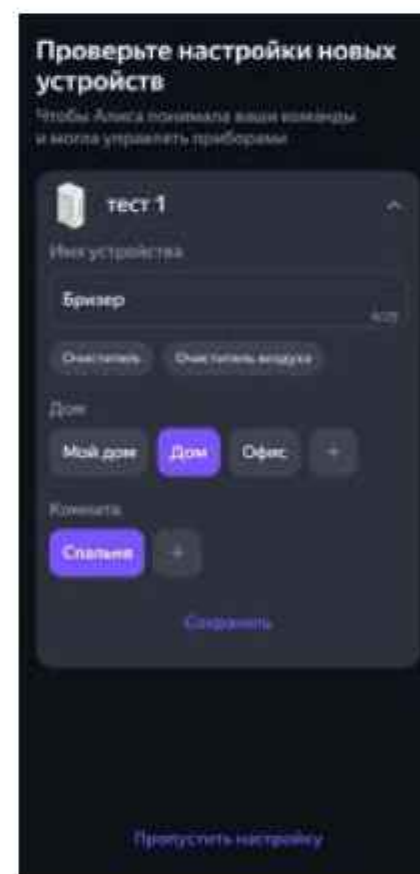 Проверьте настройки новых
устройств
Чтобы Алиса понимала ваши команды
и могла управлять приборами
тест 1
Имя устройства
Бризер
Очиститель
Очиститель воздуха
Дом
Мой дом
Дом
Офис
+
Комната
Спальня
+
Сохранить
Пропустить настройку